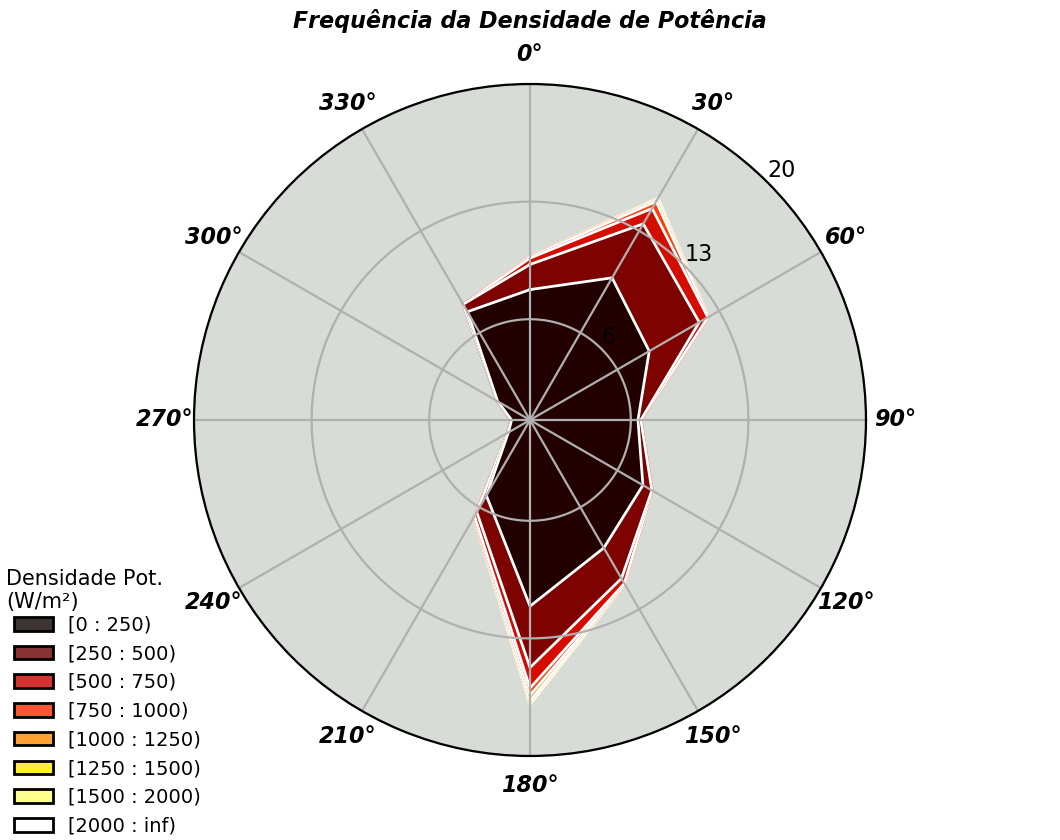 Frequência da Densidade de Potência
0°
330°
30°
20
300°
60°
13
6
270°
90°
240°
120°
210°
150°
180°
Densidade Pot.
(W/m²)
[0 : 250)
[250 : 500)
[500 : 750)
[750 : 1000)
[1000 : 1250)
[1250 : 1500)
[1500 : 2000)
[2000 : inf)